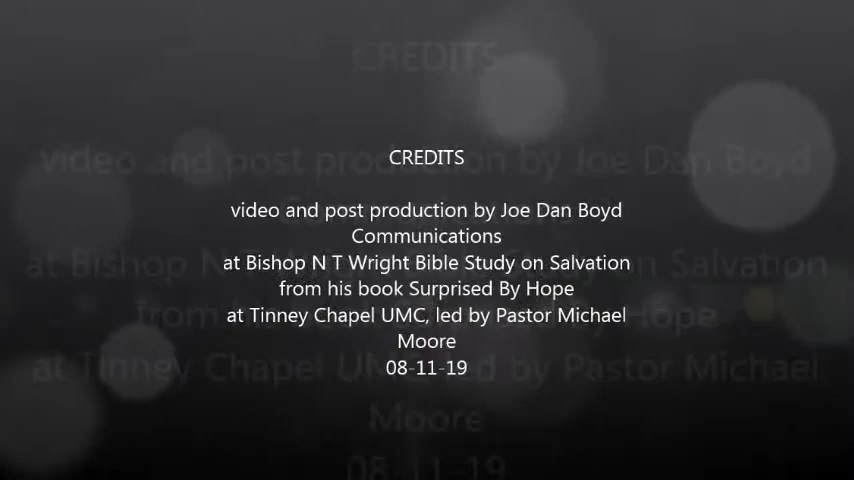 CREDITS
video and post production by Joe Dan Boyd
Communications
at Bishop N T Wright Bible Study on Salvation
from his book Surprised By Hope
at Tinney Chapel UMC, led by Pastor Michael
Moore
08-11-19